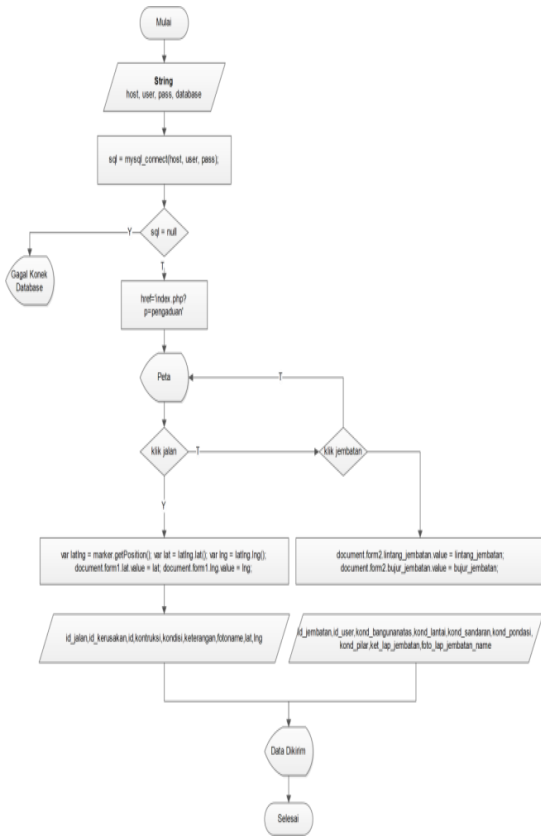 Mulai
String
host, user, pass, database
sql = mysql_connect(host, user, pass);
sql = null
Y
Gagal Konek
Database
T
href='index.php?
p=pengaduan'
Peta
T
klik jalan
T
klik jembatan
Y
var latlng = marker.getPosition(); var lat = latlng.lat(); var lng = latlng.lng();
document.form1.lat.value = lat; document.form1.lng.value = lng;
document.form2.lintang_jembatan.value = lintang_jembatan;
document.form2.bujur_jembatan.value = bujur_jembatan;
id_jalan,id_kerusakan,id,kontruksi,kondisi,keterangan,fotoname,lat,lng
id_jembatan,id_user,kond_bangunanatas,kond_lantai,kond_sandaran,kond_pondasi,
kond_pilar,ket_lap_jembatan,foto_lap_jembatan_name
Data Dikirim
Selesai